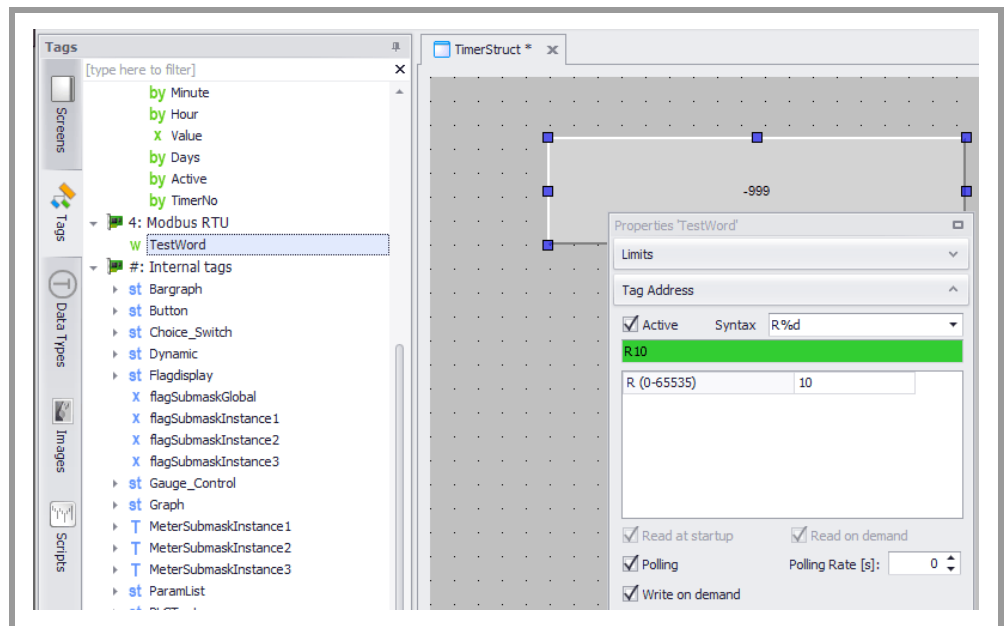 Tags
[type here to filter]
by Minute
by Hour
X Value
by Days
by Active
by TimerNo
4: Modbus RTU
W TestWord
#: Internal tags
st Bargraph
st Button
st Choice_Switch
st Dynamic
st Flagdisplay
X flagSubmaskGlobal
X flagSubmaskInstance1
X flagSubmaskInstance2
X flagSubmaskInstance3
st Gauge_Control
st Graph
T MeterSubmaskInstance1
T MeterSubmaskInstance2
T MeterSubmaskInstance3
st ParamList
Screens
Tags
Data Types
Images
Scripts
TimerStruct *
-999
Properties 'TestWord'
Limits
Tag Address
Active Syntax R%d
R10
R (0-65535) 10
Read at startup Read on demand
Polling Polling Rate [s]: 0
Write on demand